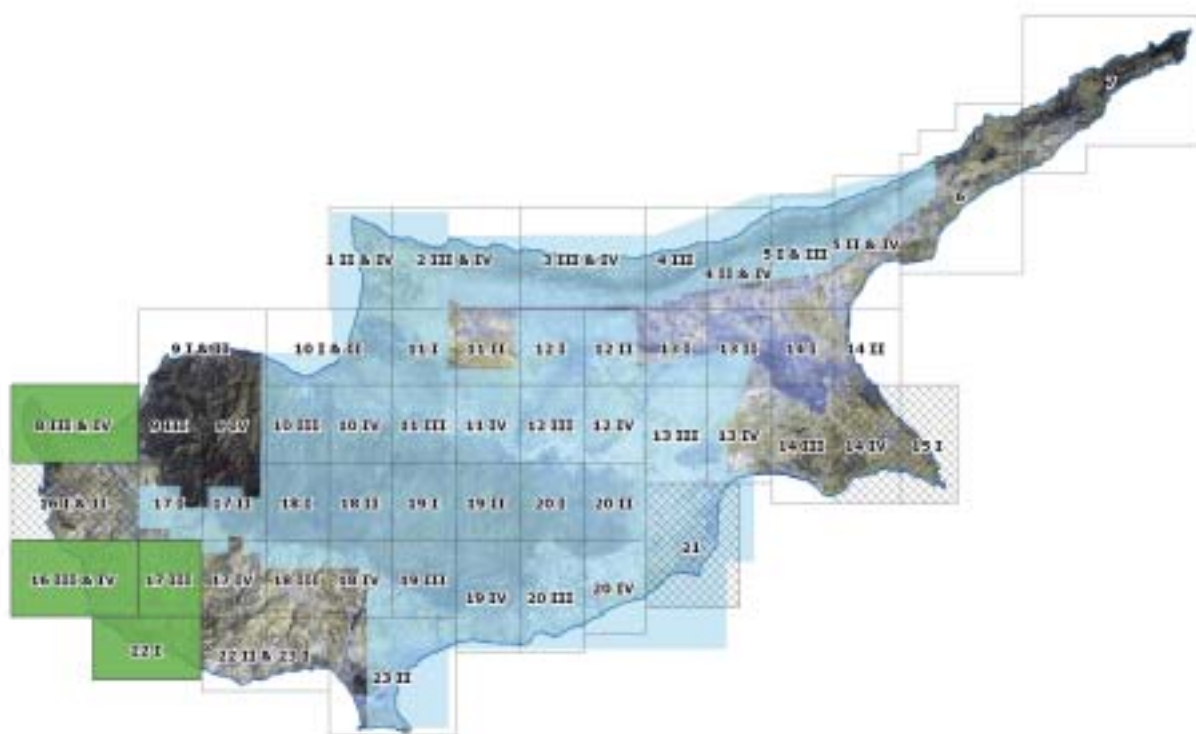 7
6
1 II & IV
2 III & IV
3 III & IV
4 III
4 II & IV
5 I & III
5 II & IV
9 I & II
10 I & II
11 I
11 II
12 I
12 II
13 I
13 II
14 I
14 II
8 III & IV
9 III
9 IV
10 III
10 IV
11 III
11 IV
12 III
12 IV
13 III
13 IV
14 III
14 IV
15 I
16 I & II
17 I
17 II
18 I
18 II
19 I
19 II
20 I
20 II
21
16 III & IV
17 III
17 IV
18 III
18 IV
19 III
19 IV
20 III
20 IV
22 I
22 II & 23 I
23 II